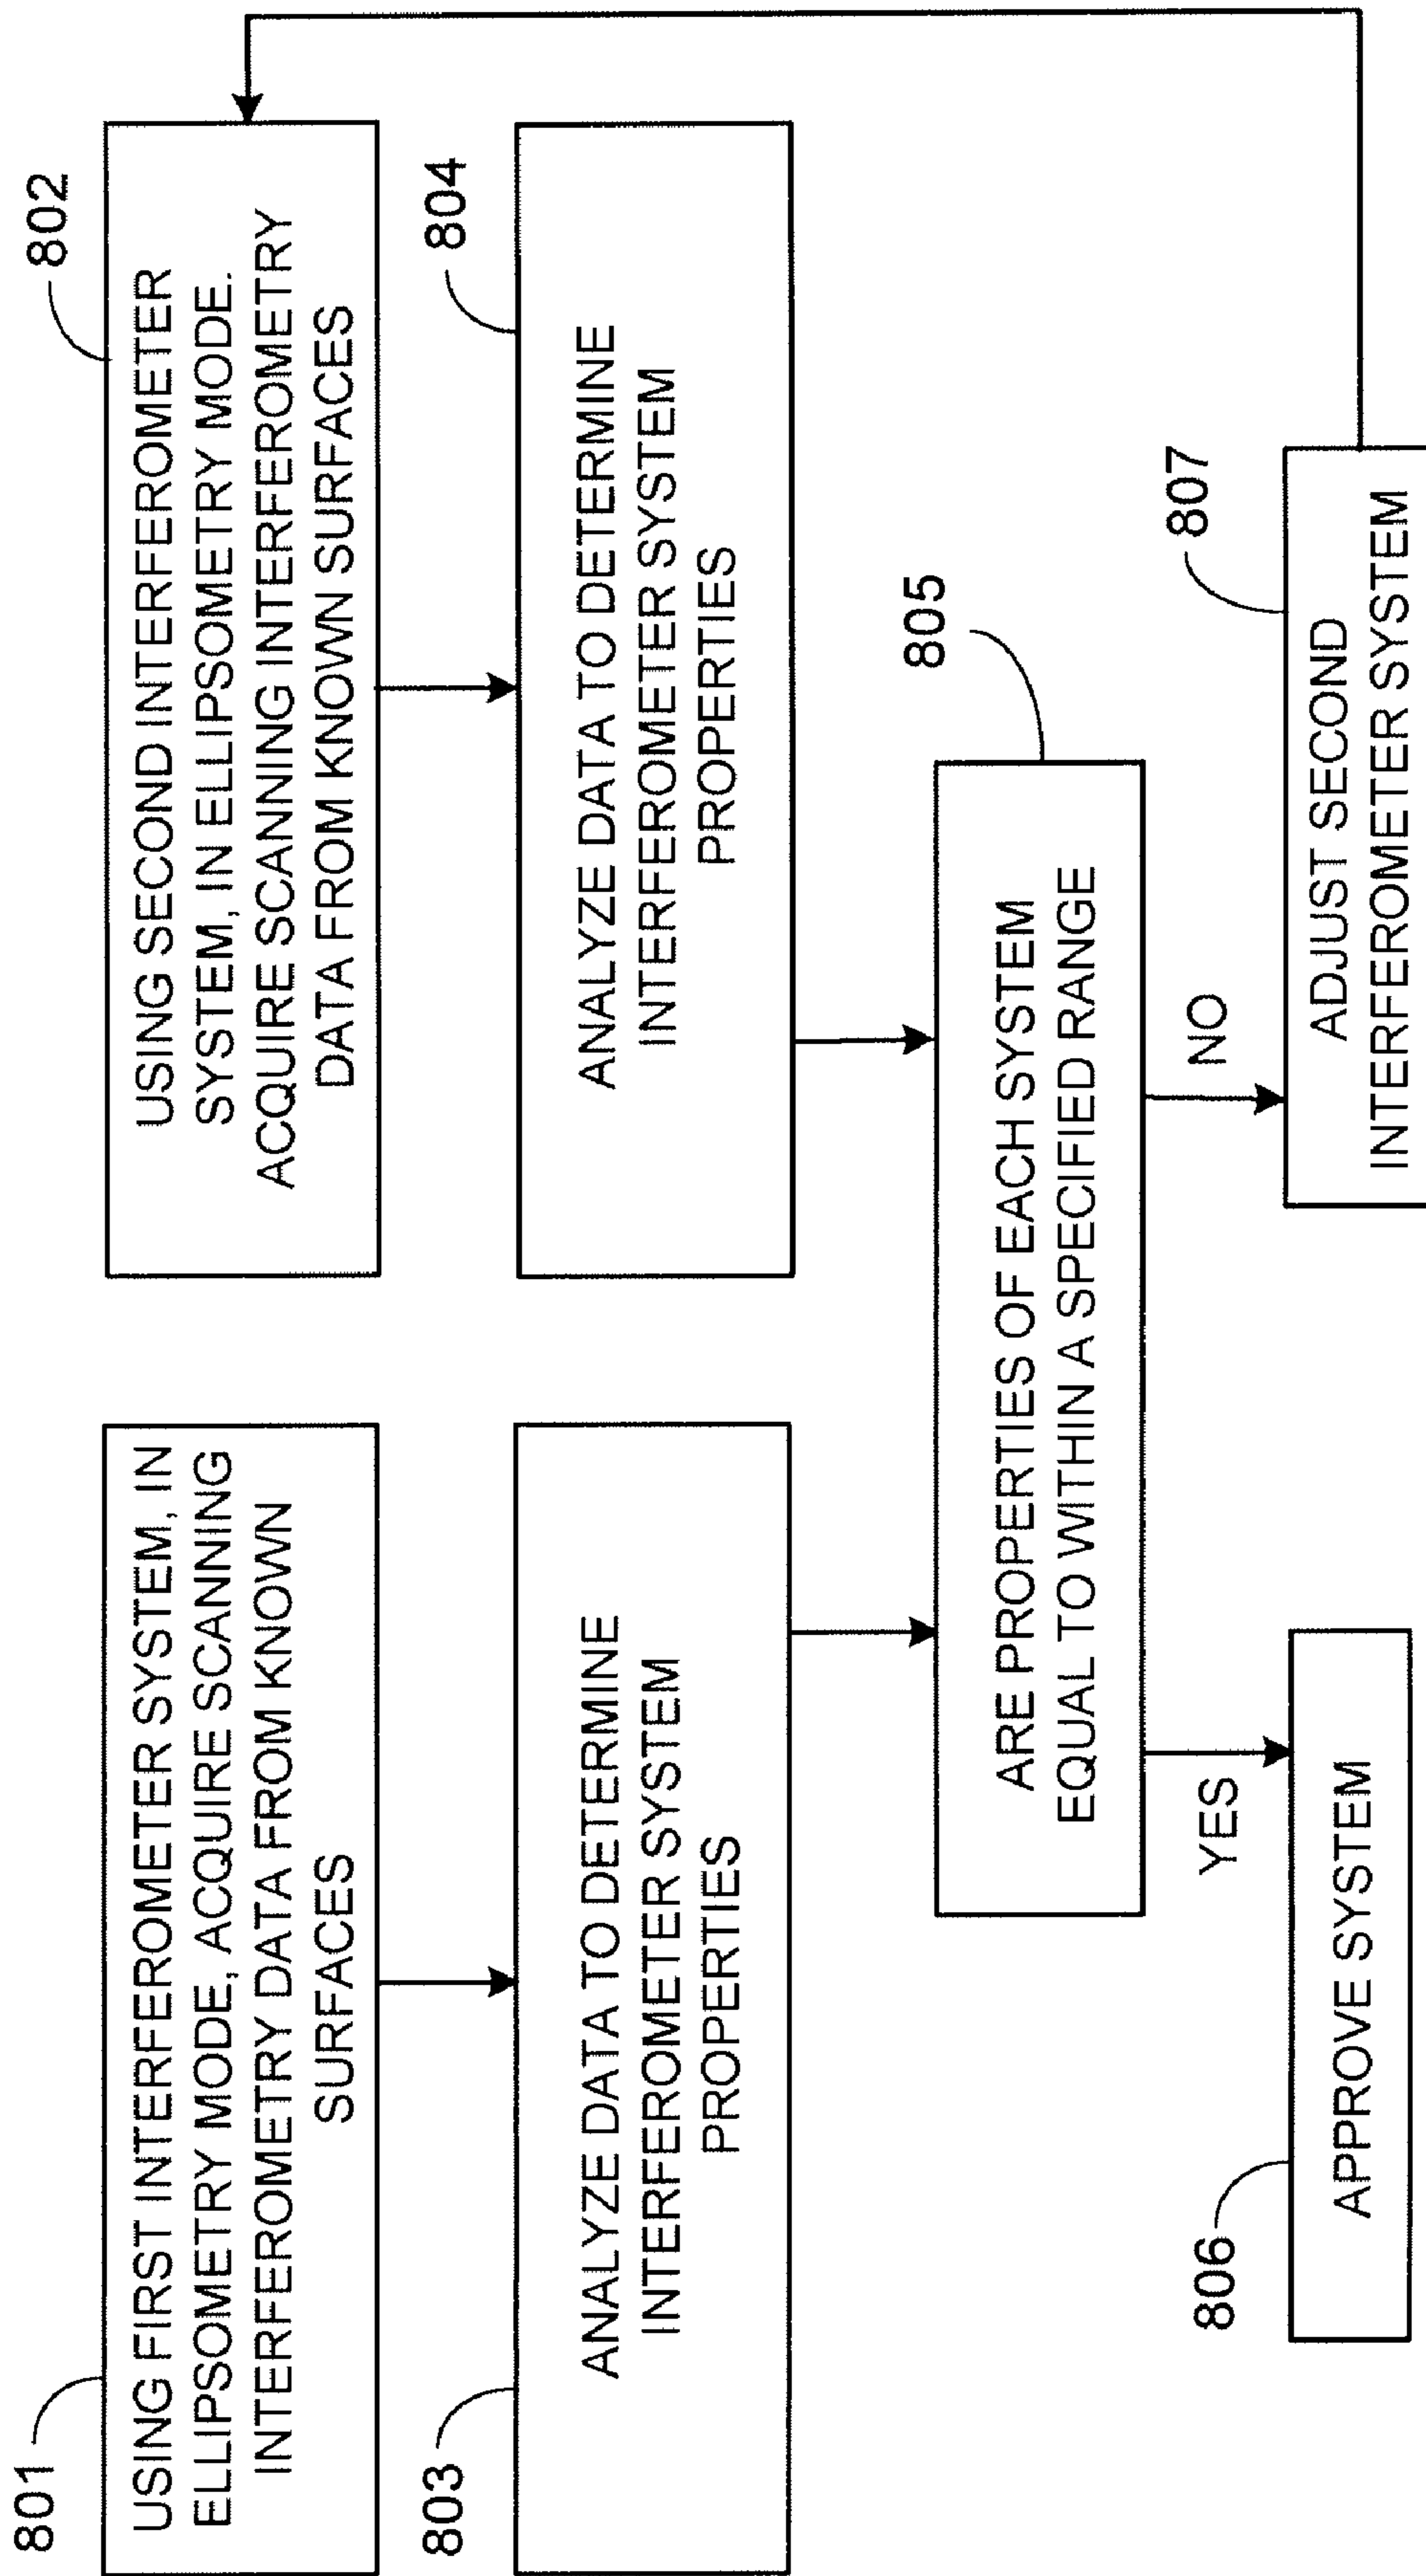 801
USING FIRST INTERFEROMETER SYSTEM, IN
ELLIPSOMETRY MODE, ACQUIRE SCANNING
INTERFEROMETRY DATA FROM KNOWN
SURFACES
802
USING SECOND INTERFEROMETER
SYSTEM, IN ELLIPSOMETRY MODE.
ACQUIRE SCANNING INTERFEROMETRY
DATA FROM KNOWN SURFACES
803
ANALYZE DATA TO DETERMINE
INTERFEROMETER SYSTEM
PROPERTIES
804
ANALYZE DATA TO DETERMINE
INTERFEROMETER SYSTEM
PROPERTIES
805
ARE PROPERTIES OF EACH SYSTEM
EQUAL TO WITHIN A SPECIFIED RANGE
YES
NO
806
APPROVE SYSTEM
807
ADJUST SECOND
INTERFEROMETER SYSTEM